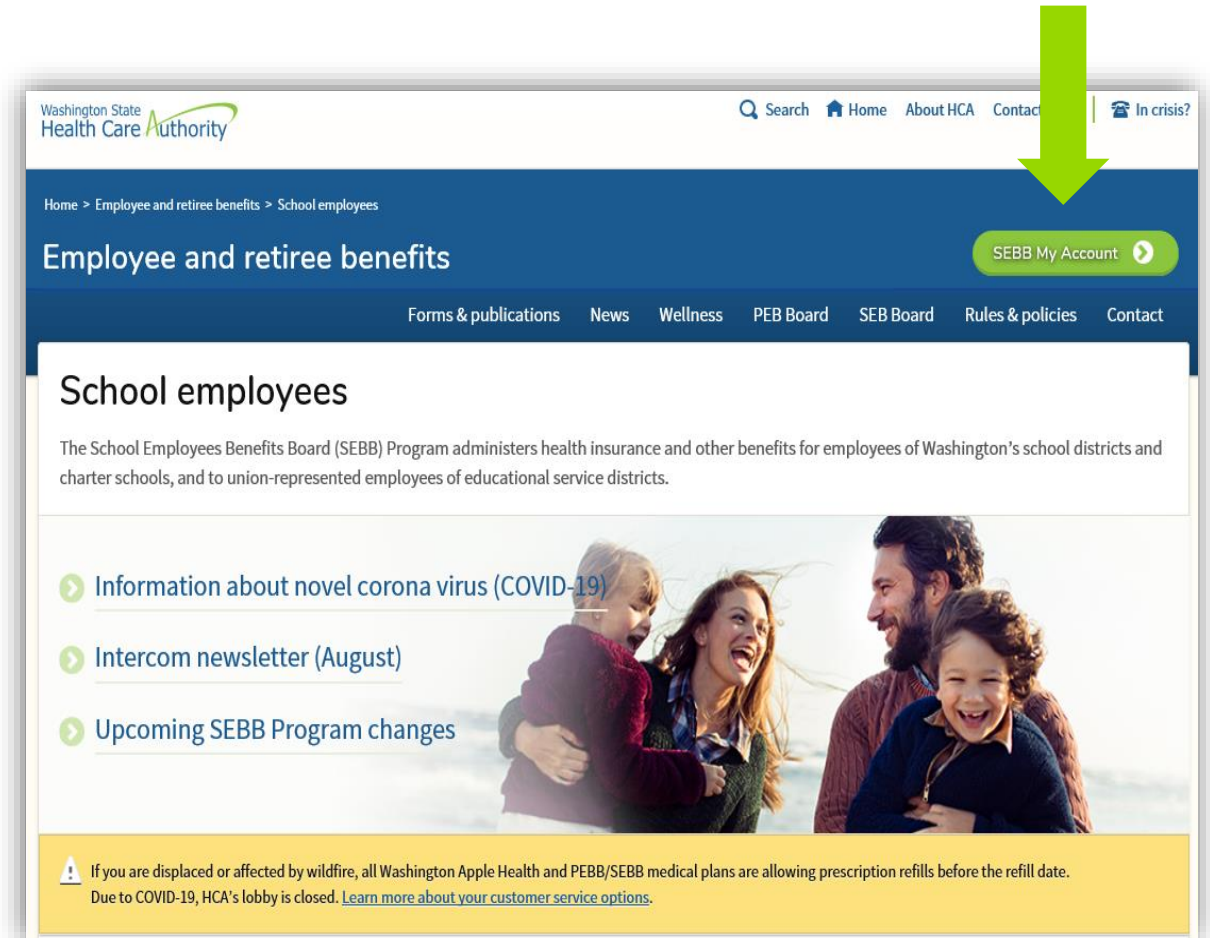 Washington State
Health Care Authority
Search Home About HCA Contact In crisis?
Home > Employee and retiree benefits > School employees
Employee and retiree benefits
SEBB My Account
Forms & publications News Wellness PEB Board SEB Board Rules & policies Contact
School employees
The School Employees Benefits Board (SEBB) Program administers health insurance and other benefits for employees of Washington's school districts and
charter schools, and to union-represented employees of educational service districts.
Information about novel corona virus (COVID-19)
Intercom newsletter (August)
Upcoming SEBB Program changes
If you are displaced or affected by wildfire, all Washington Apple Health and PEBB/SEBB medical plans are allowing prescription refills before the refill date.
Due to COVID-19, HCA's lobby is closed. Learn more about your customer service options.